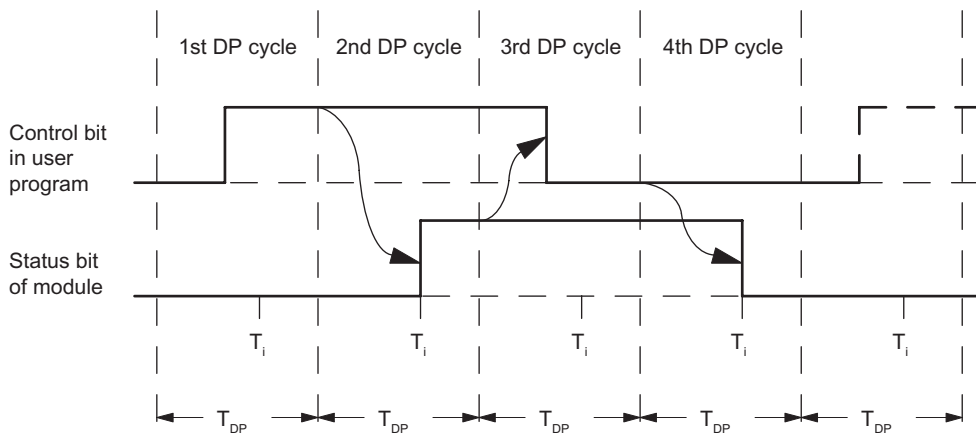 1st DP cycle 2nd DP cycle 3rd DP cycle 4th DP cycle
Control bit
in user
program
Status bit
of module
Ti Ti Ti Ti Ti
TDP TDP TDP TDP TDP